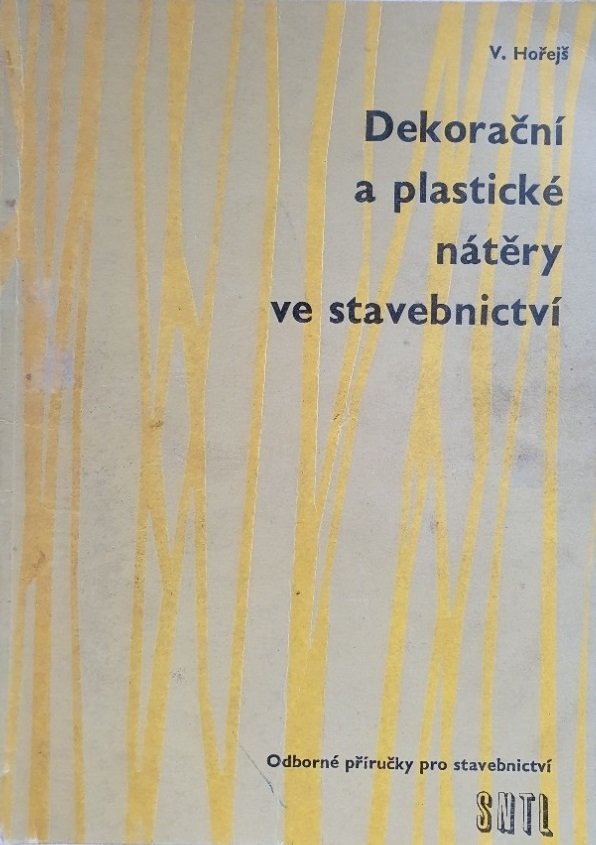 V. Hořejš
Dekorační
a plastické
nátěry
ve stavebnictví
Odborné příručky pro stavebnictví
SNTL